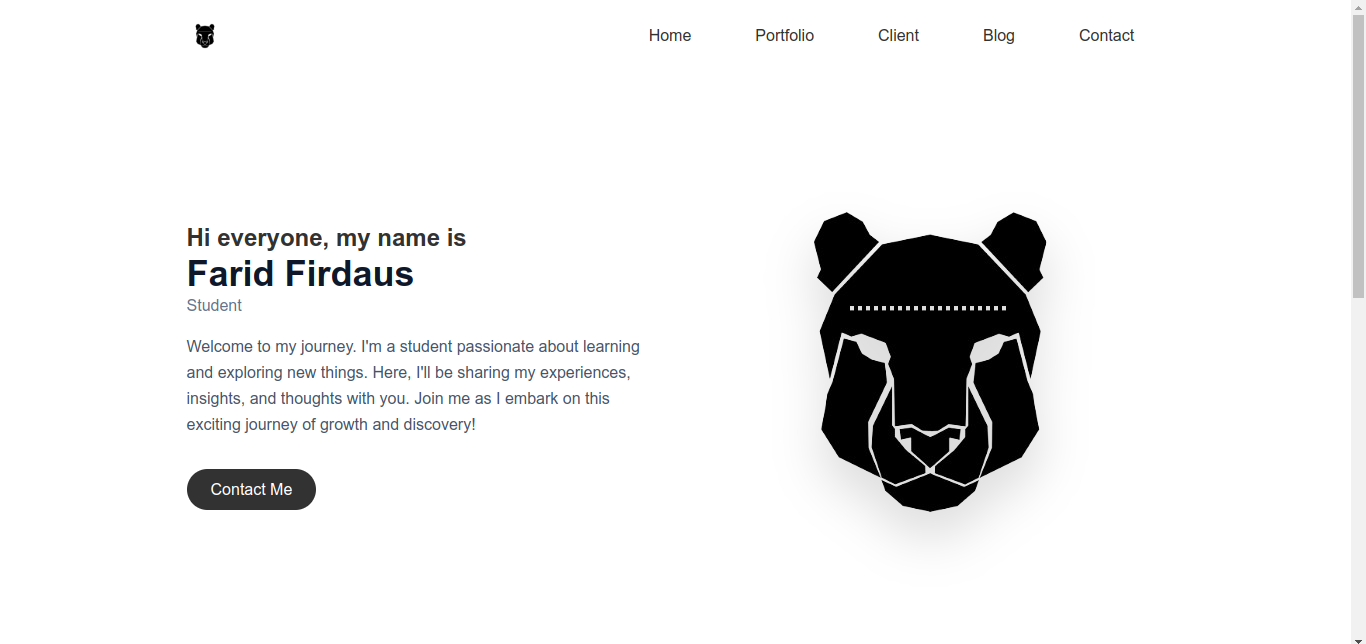 Home Portfolio Client Blog Contact
Hi everyone, my name is
Farid Firdaus
Student
Welcome to my journey. I'm a student passionate about learning
and exploring new things. Here, I'll be sharing my experiences,
insights, and thoughts with you. Join me as I embark on this
exciting journey of growth and discovery!
Contact Me